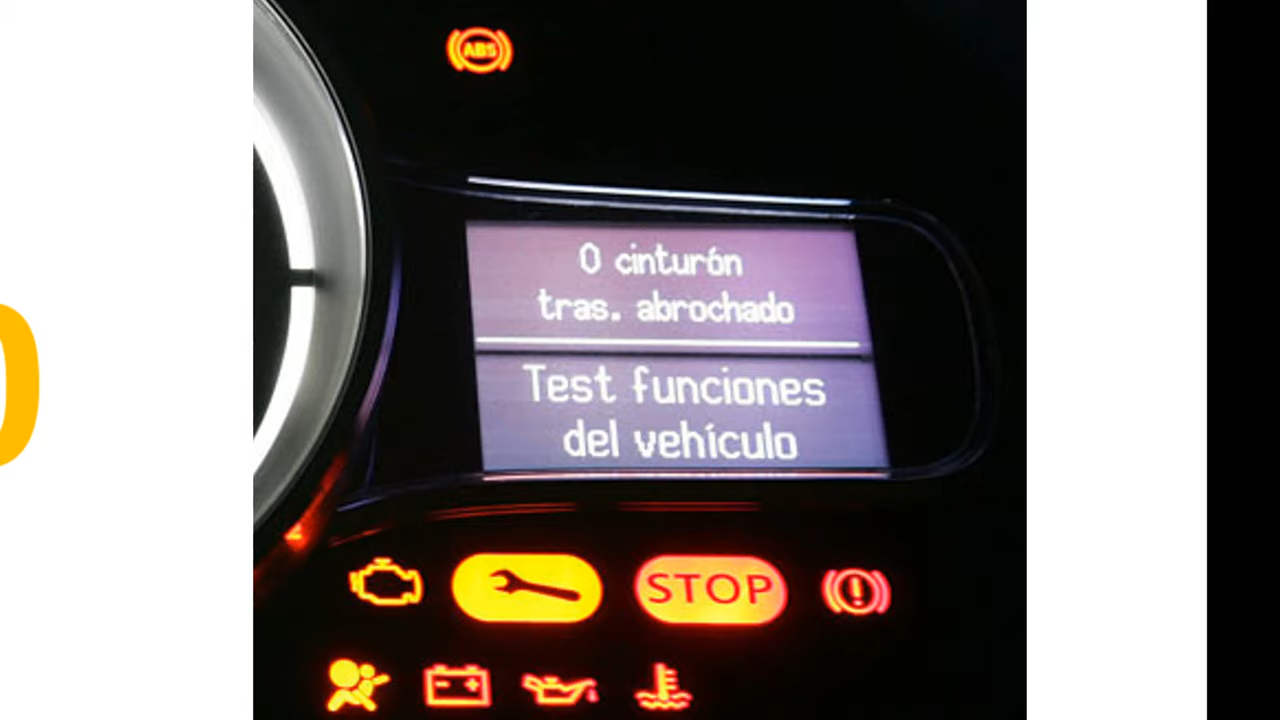 ABS
0 cinturón
tras. abrochado
Test funciones
del vehículo
STOP